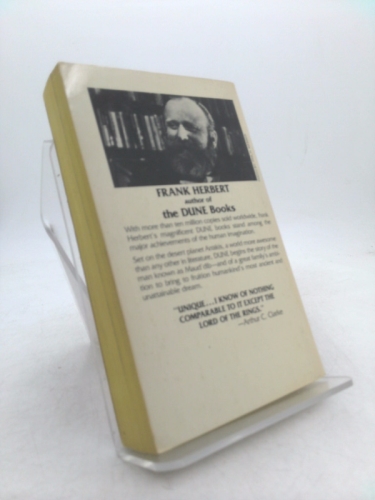 FRANK HERBERT
author of
the DUNE Books
With more than ten million copies sold worldwide, Frank
Herbert's magnificent DUNE books stand among the
major achievements of the human imagination.
Set on the desert planet Arrakis, a world more awesome
than any other in literature, DUNE begins the story of the
man known as Maud'dib—and of a great family's ambi-
tion to bring to fruition humankind's most ancient and
unattainable dream.
"UNIQUE...I KNOW OF NOTHING
COMPARABLE TO IT EXCEPT THE
LORD OF THE RINGS."
—Arthur C. Clarke